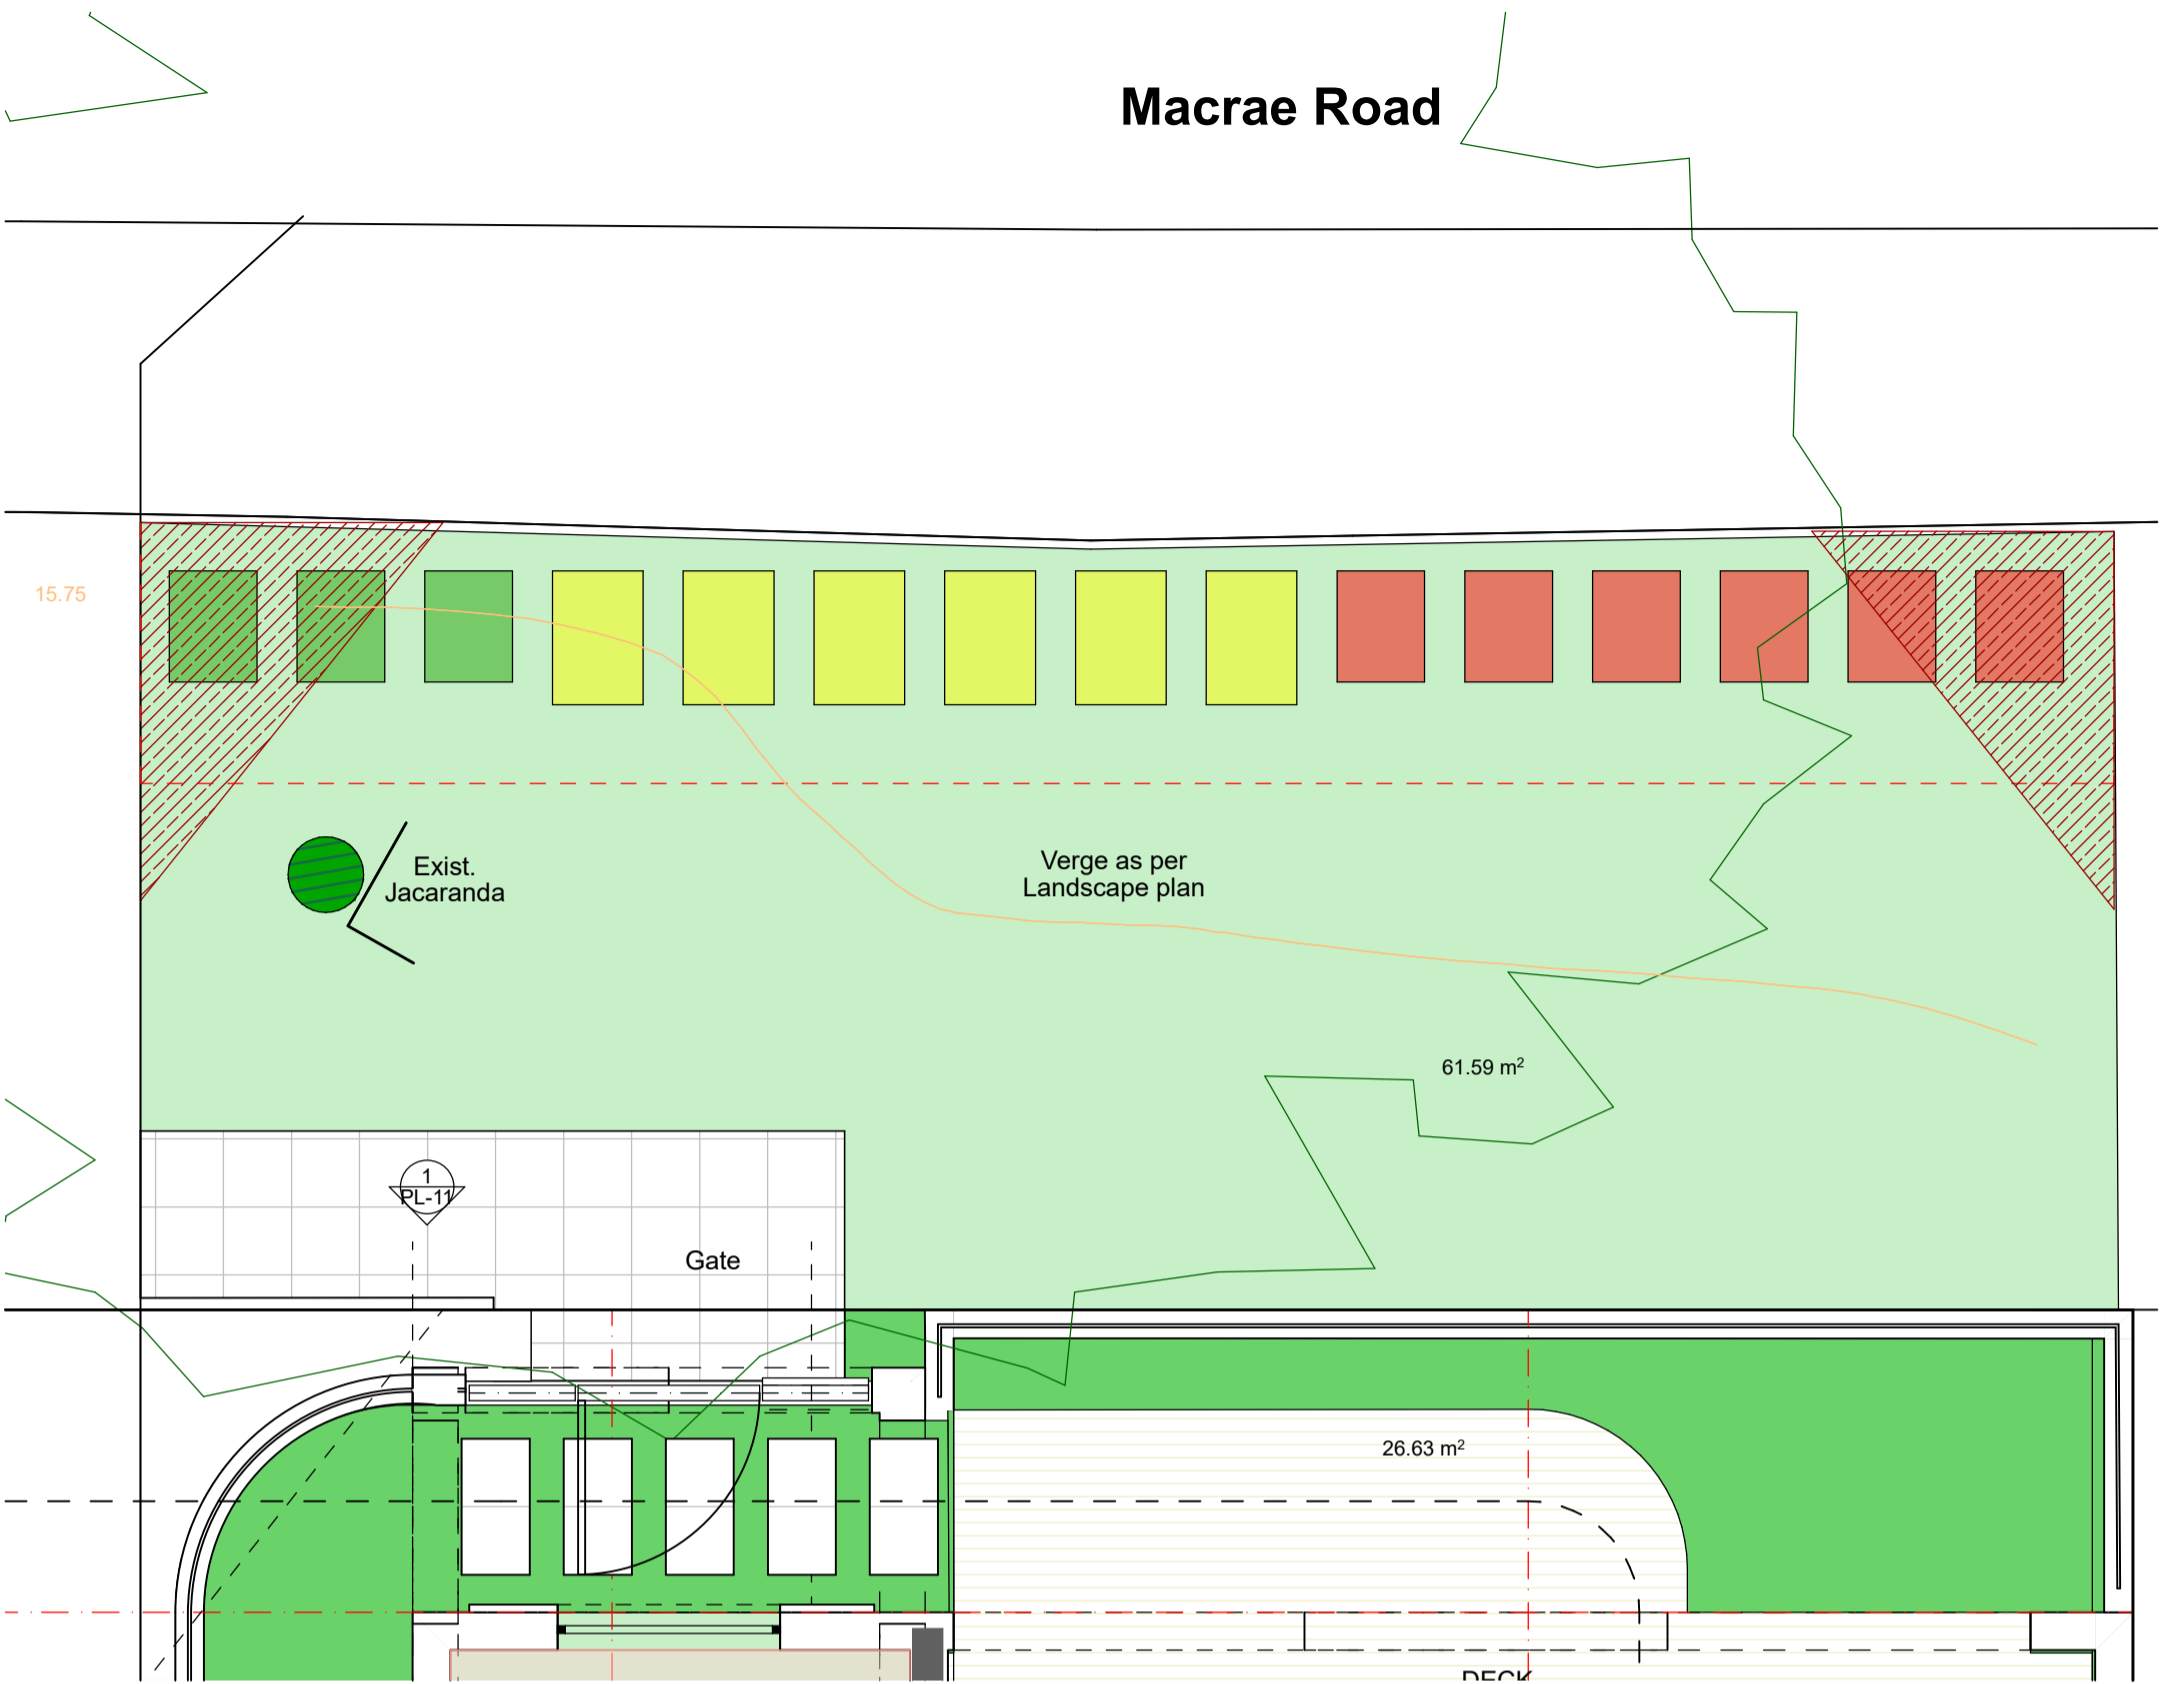 Macrae Road
15.75
Exist.
Jacaranda
Verge as per
Landscape plan
61.59 m²
1
PL-11
Gate
26.63 m²
DECK